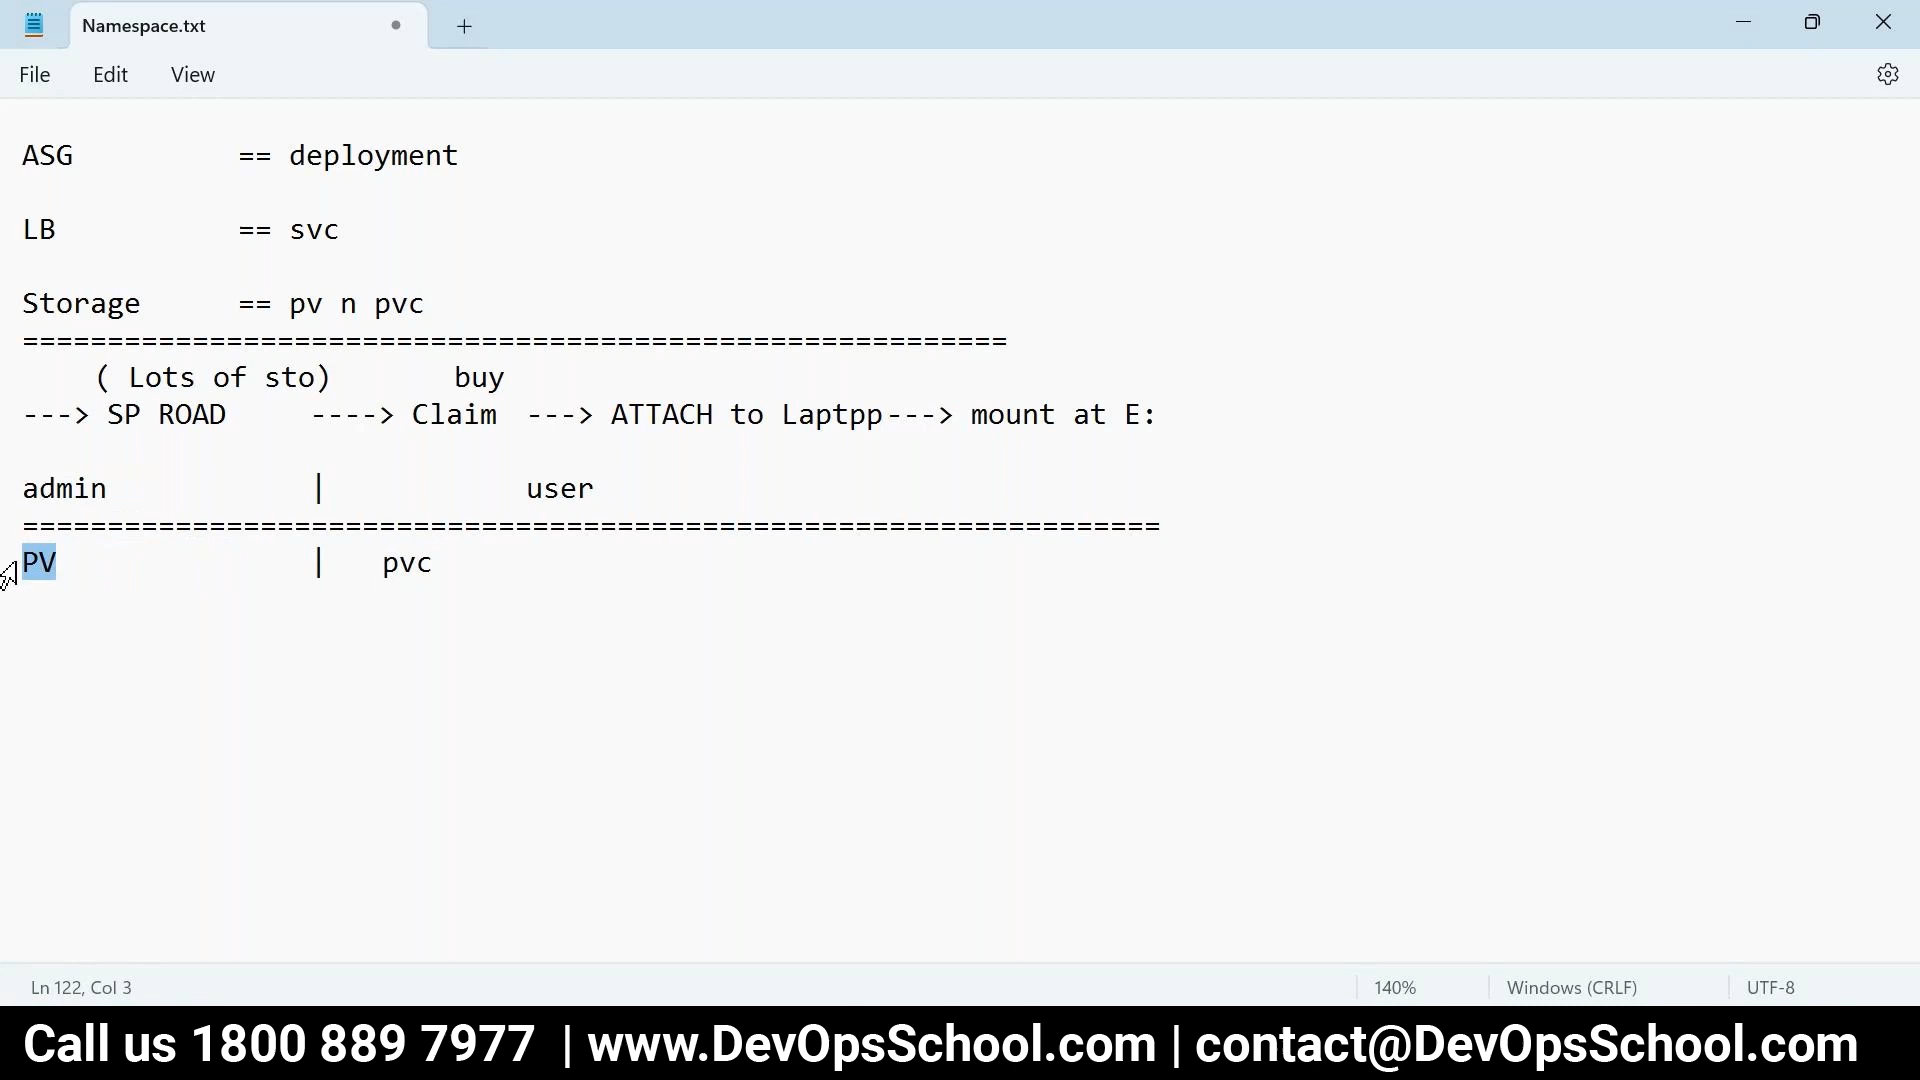 Namespace.txt
File Edit View
ASG == deployment
LB == svc
Storage == pv n pvc
==========================================================
( Lots of sto) buy
---> SP ROAD ----> Claim ---> ATTACH to Laptpp---> mount at E:
admin | user
===================================================================
PV | pvc
Ln 122, Col 3 140% Windows (CRLF) UTF-8
Call us 1800 889 7977 | www.DevOpsSchool.com | contact@DevOpsSchool.com